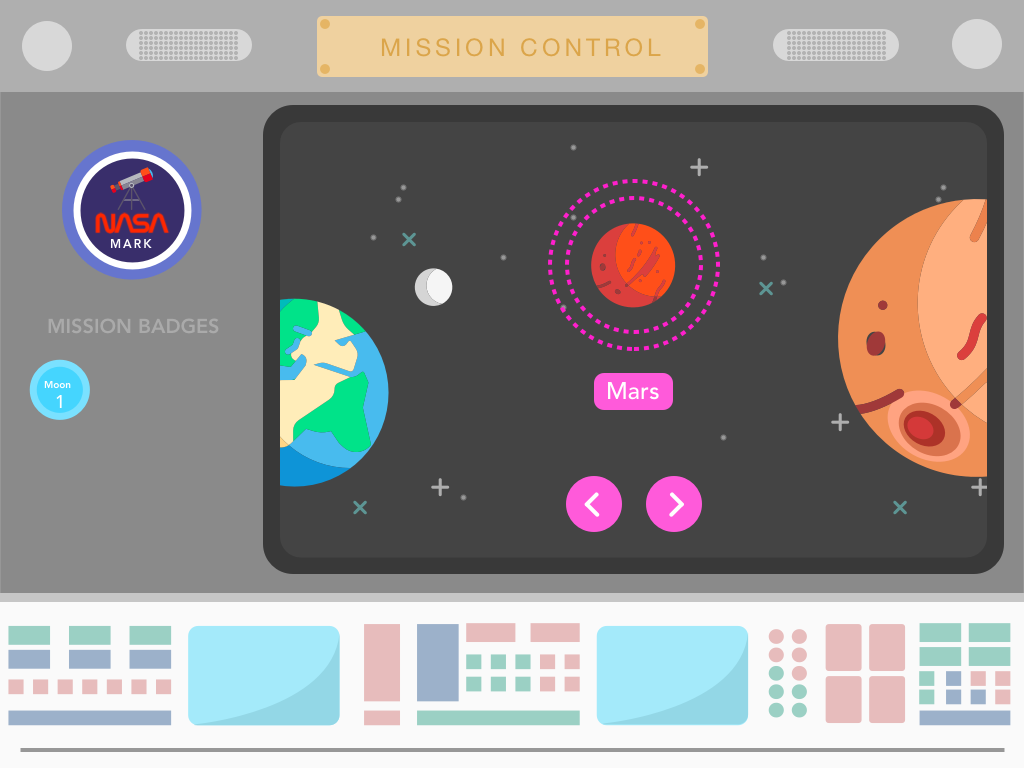 MISSION CONTROL
NASA
MARK
MISSION BADGES
Moon
1
Mars